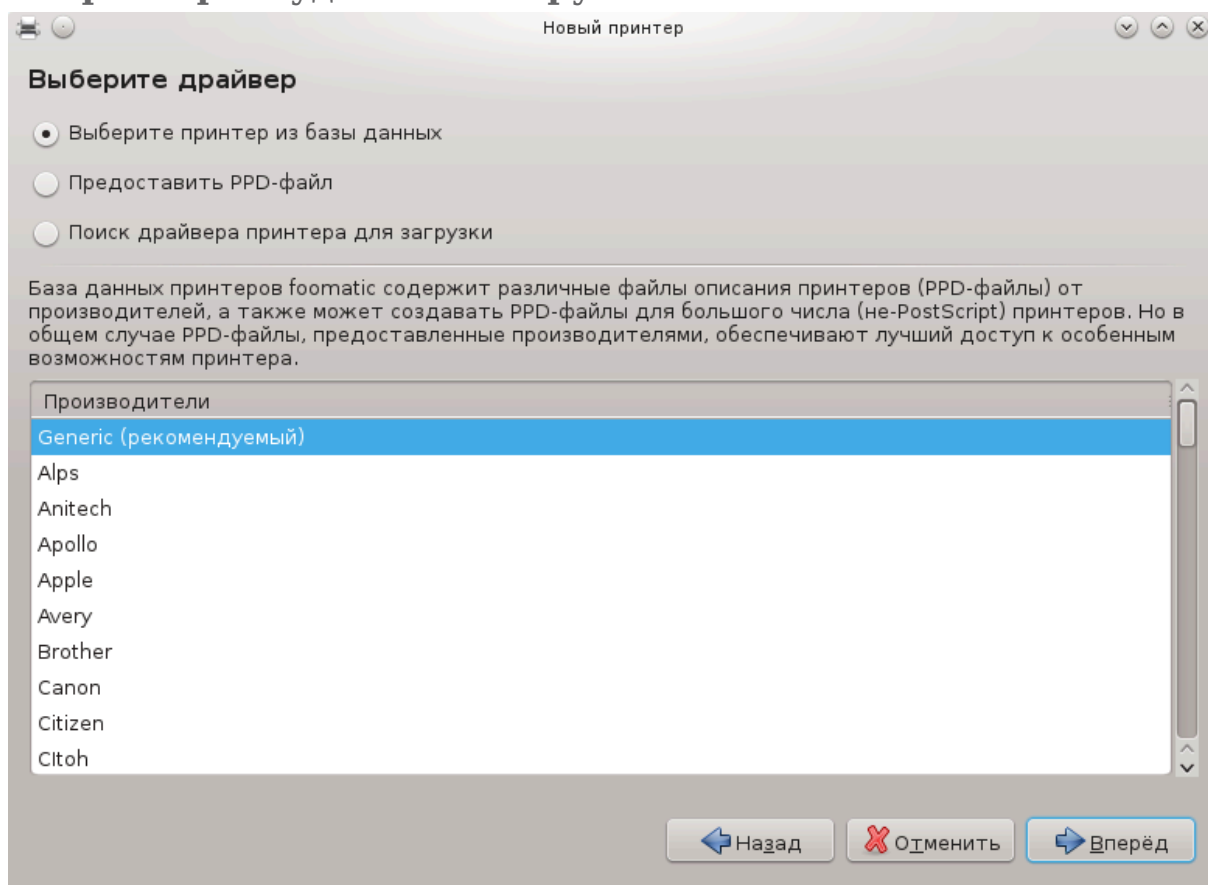 Новый принтер
Выберите драйвер
Выберите принтер из базы данных
Предоставить PPD-файл
Поиск драйвера принтера для загрузки
База данных принтеров foomatic содержит различные файлы описания принтеров (PPD-файлы) от
производителей, а также может создавать PPD-файлы для большого числа (не-PostScript) принтеров. Но в
общем случае PPD-файлы, предоставленные производителями, обеспечивают лучший доступ к особенным
возможностям принтера.
Производители
Generic (рекомендуемый)
Alps
Anitech
Apollo
Apple
Avery
Brother
Canon
Citizen
CItoh
Назад
Отменить
Вперёд